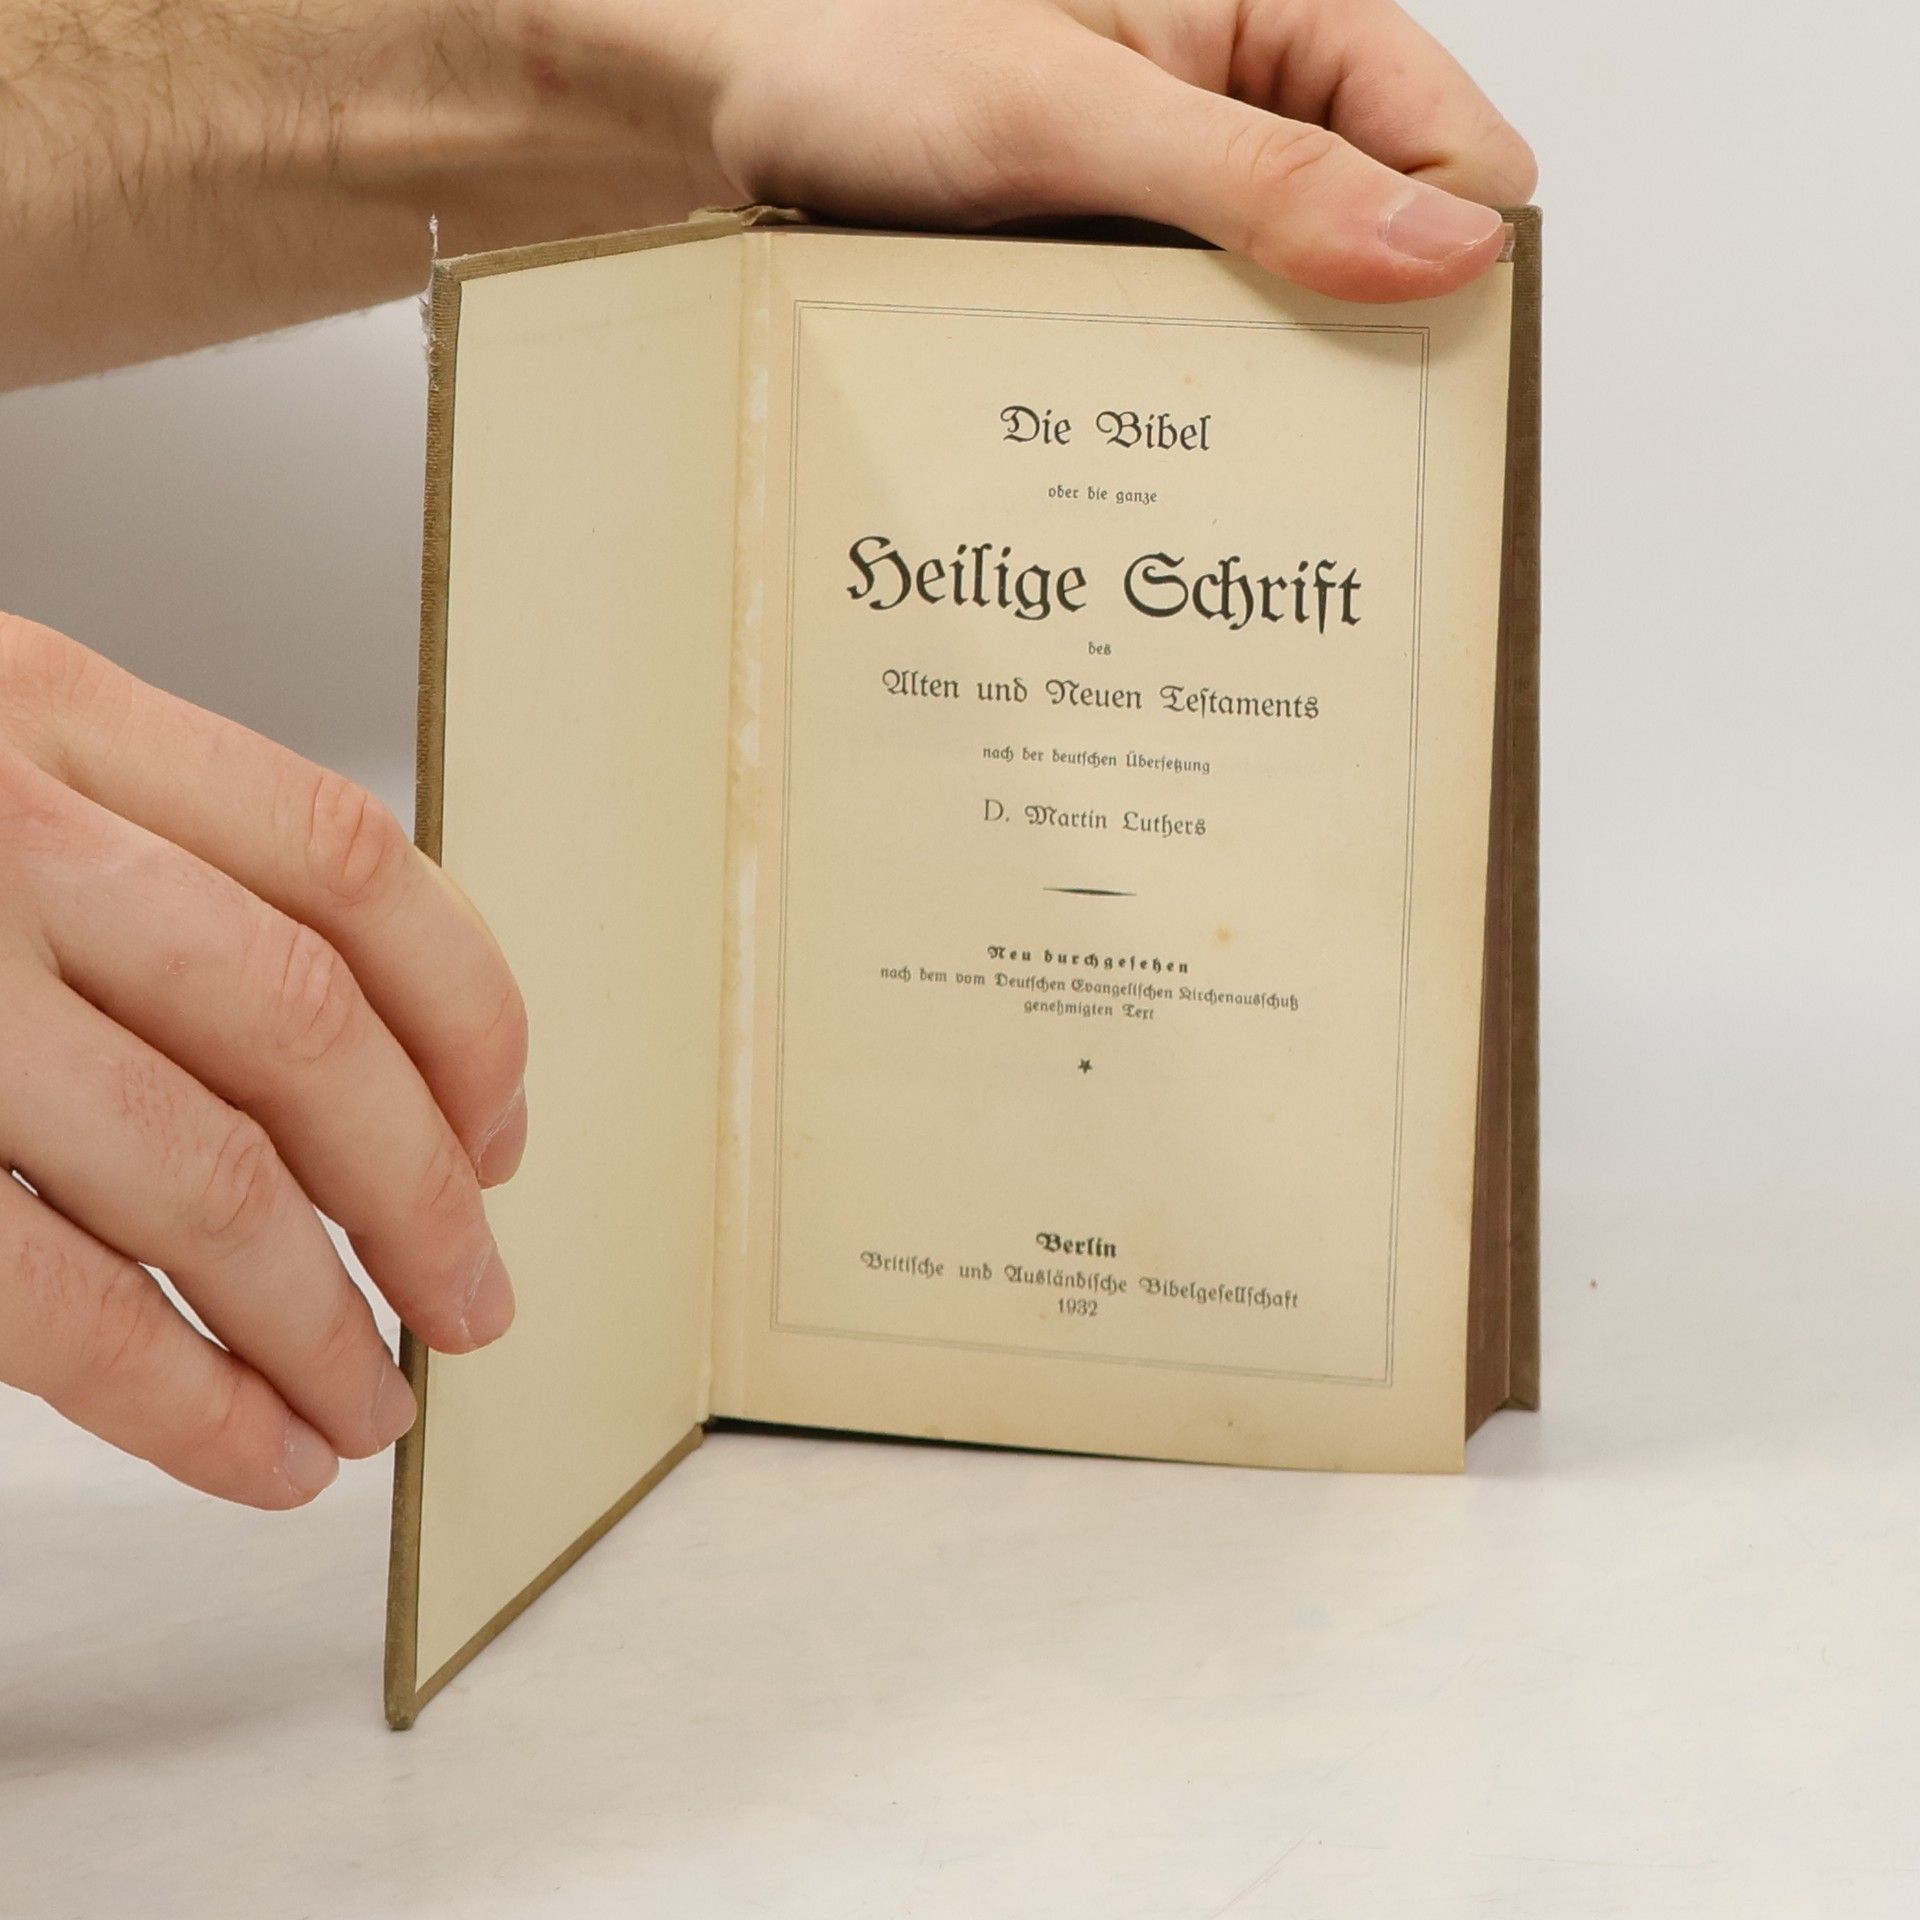 Die Bibel
oder die ganze
Heilige Schrift
des
Alten und Neuen Testaments
nach der deutschen Übersetzung
D. Martin Luthers
Neu durchgesehen
nach dem vom Deutschen Evangelischen Kirchenausschuß
genehmigten Text
Berlin
Britische und Ausländische Bibelgesellschaft
1932